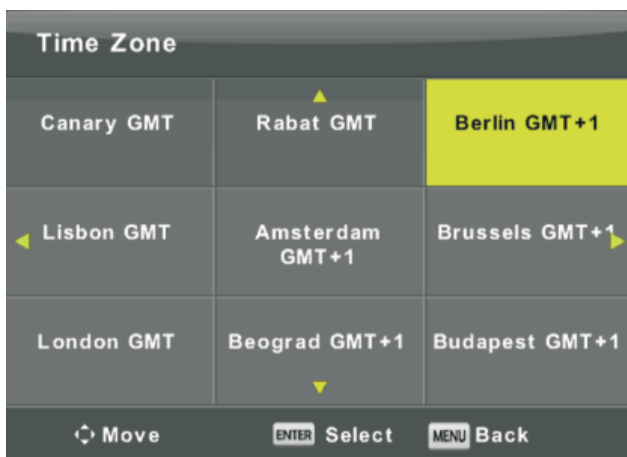 Time Zone
Canary GMT
Rabat GMT
Berlin GMT+1
Lisbon GMT
Amsterdam
GMT+1
Brussels GMT+1
London GMT
Beograd GMT+1
Budapest GMT+1
Move
ENTER Select
MENU Back